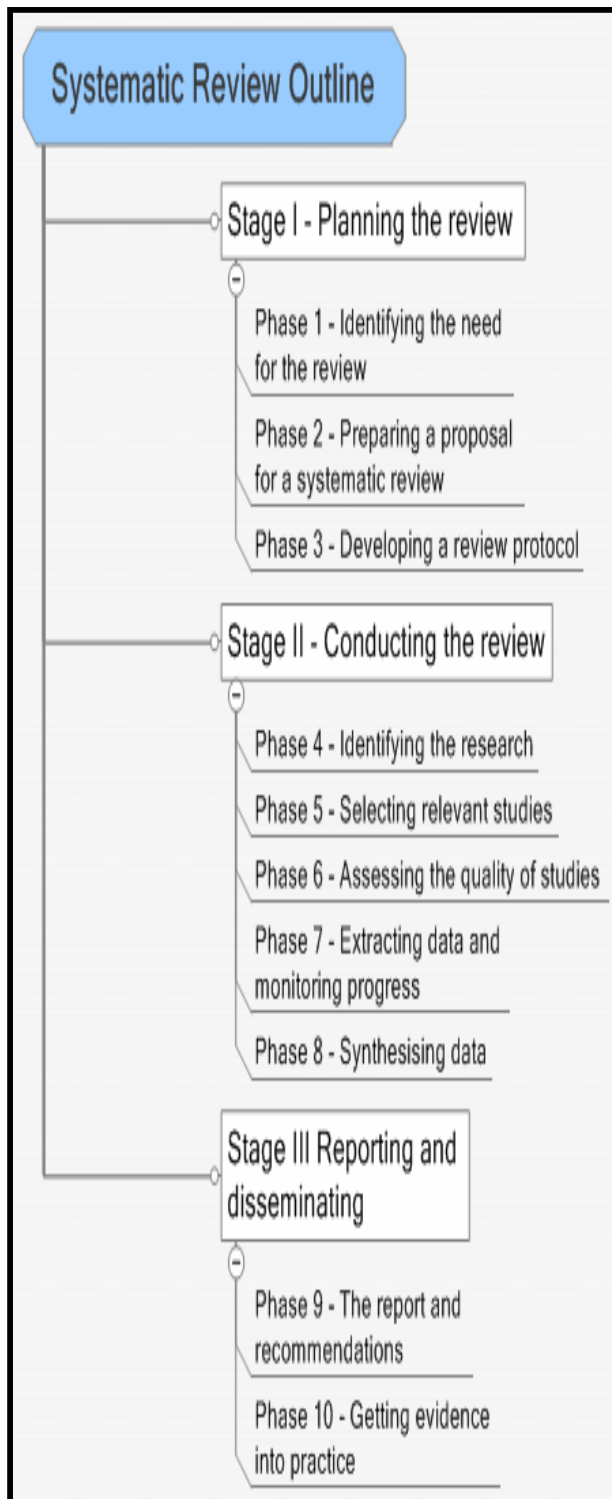 Systematic Review Outline
Stage I - Planning the review
Phase 1 - Identifying the need
for the review
Phase 2 - Preparing a proposal
for a systematic review
Phase 3 - Developing a review protocol
Stage II - Conducting the review
Phase 4 - Identifying the research
Phase 5 - Selecting relevant studies
Phase 6 - Assessing the quality of studies
Phase 7 - Extracting data and
monitoring progress
Phase 8 - Synthesising data
Stage III Reporting and
disseminating
Phase 9 - The report and
recommendations
Phase 10 - Getting evidence
into practice